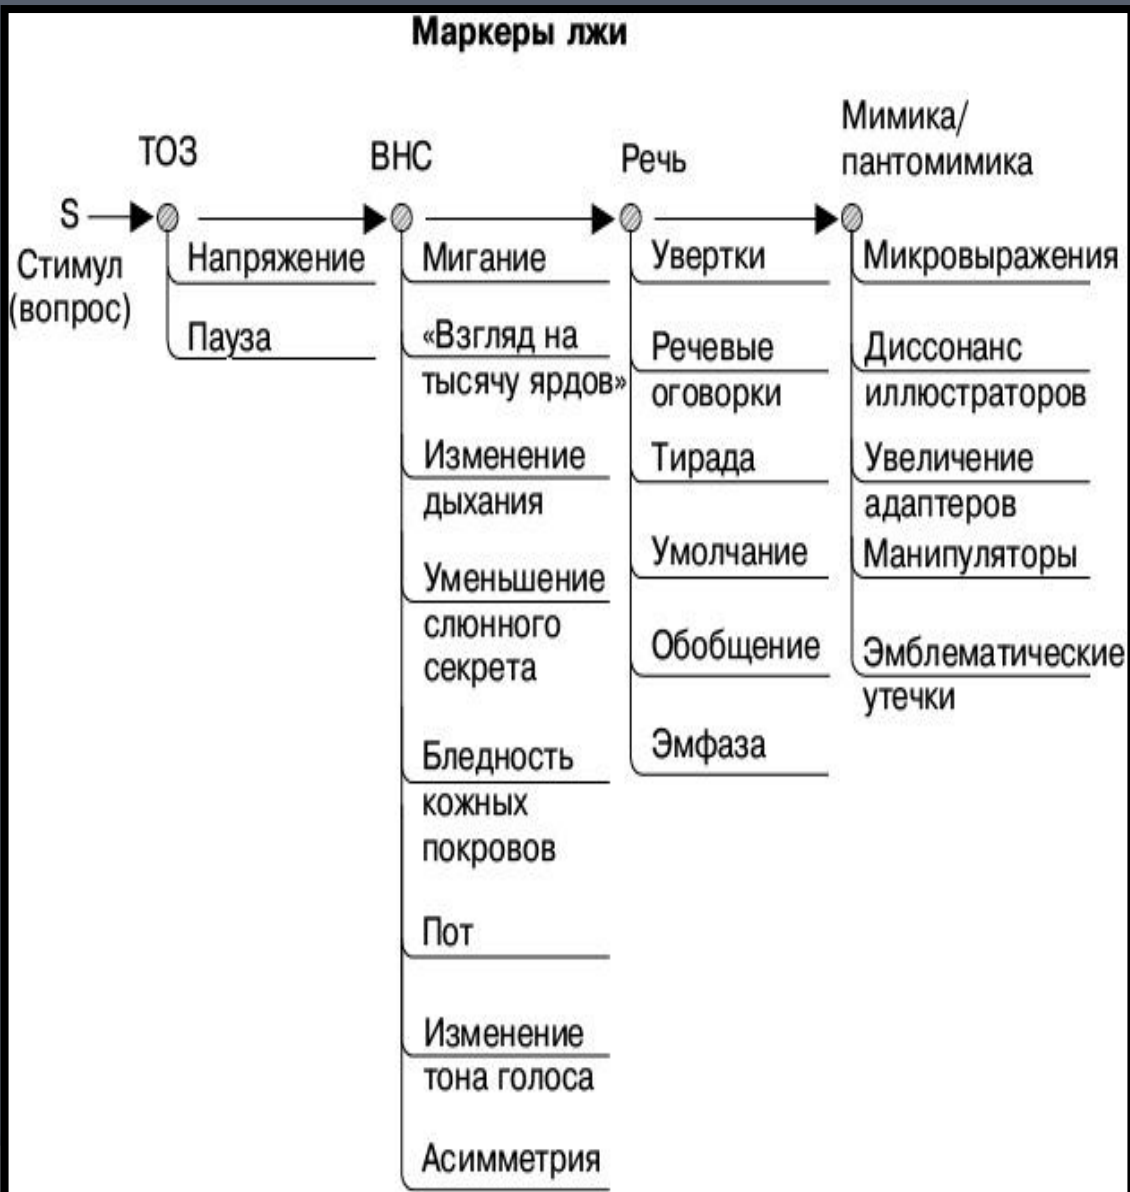 Маркеры лжи
S
Стимул
(вопрос)
ТОЗ
Напряжение
Пауза
ВНС
Мигание
«Взгляд на
тысячу ярдов»
Изменение
дыхания
Уменьшение
слюнного
секрета
Бледность
кожных
покровов
Пот
Изменение
тона голоса
Асимметрия
Речь
Увертки
Речевые
оговорки
Тирада
Умолчание
Обобщение
Эмфаза
Мимика/
пантомимика
Микровыражения
Диссонанс
иллюстраторов
Увеличение
адаптеров
Манипуляторы
Эмблематические
утечки